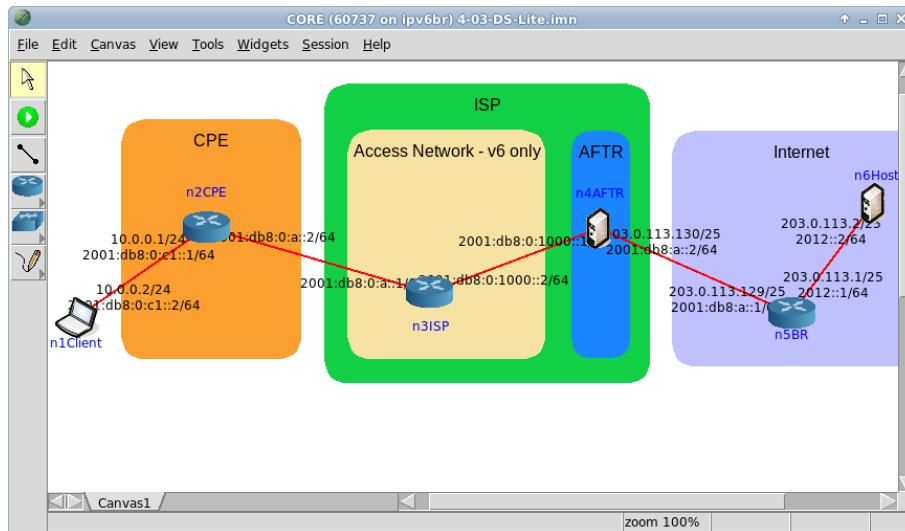 CORE (60737 on ipv6br) 4-03-DS-Lite.imn
File Edit Canvas View Tools Widgets Session Help
ISP
CPE
Access Network - v6 only
AFTR
Internet
n2CPE
n4AFTR
n6Host
10.0.0.1/24
2001:db8:0:c1::1/64
:db8:0:a::2/64
2001:db8:0:1000::1
203.0.113.130/25
2001:db8:a::2/64
203.0.113.2/25
2012::2/64
10.0.0.2/24
:db8:0:c1::2/64
2001:db8:0:a::1/
:db8:0:1000::2/64
203.0.113.129/25
2001:db8:a::1/
203.0.113.1/25
2012::1/64
n1Client
n3ISP
n5BR
Canvas1
zoom 100%